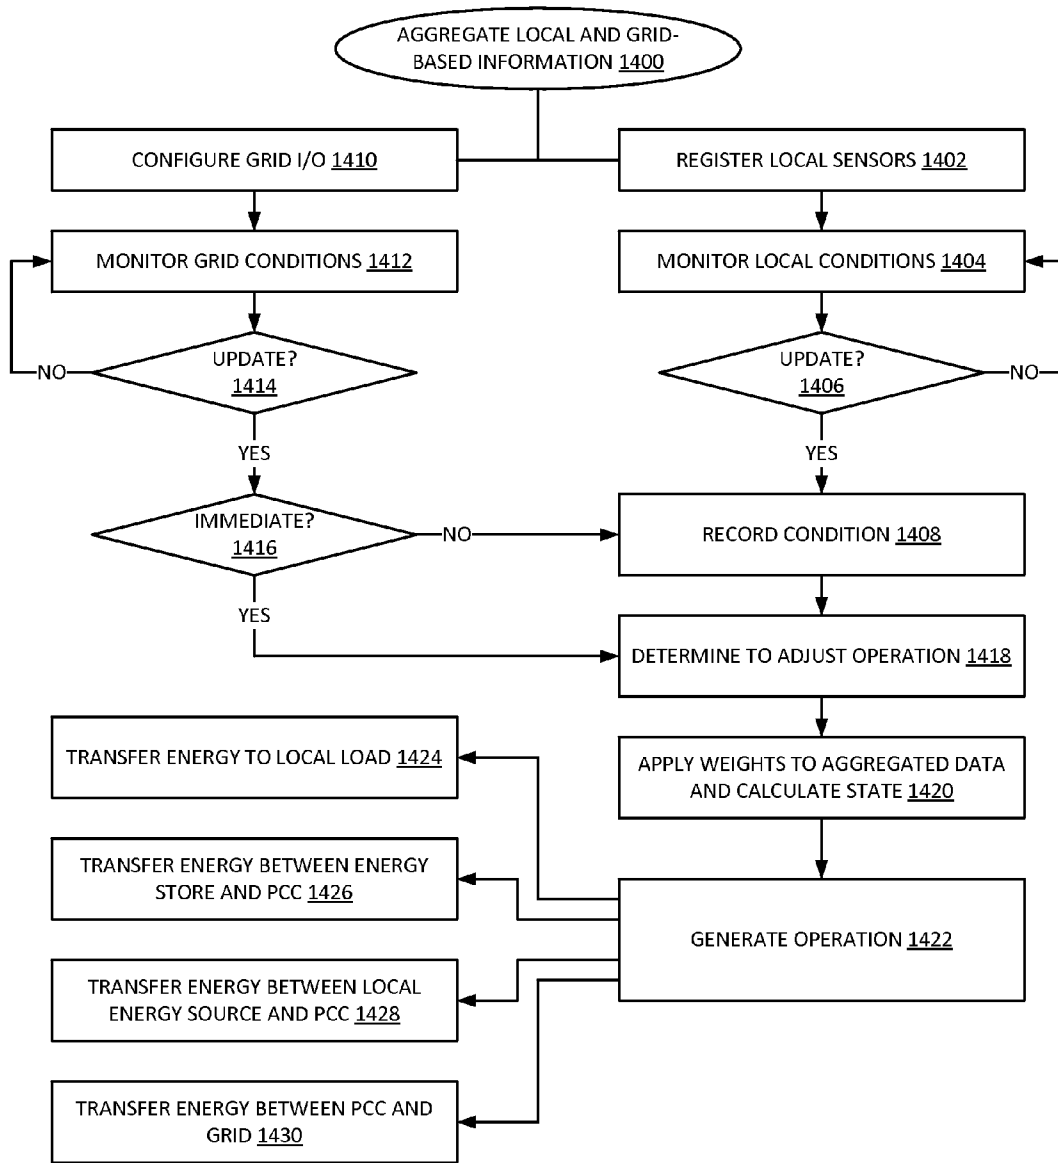 AGGREGATE LOCAL AND GRID-
BASED INFORMATION 1400
CONFIGURE GRID I/O 1410
REGISTER LOCAL SENSORS 1402
MONITOR GRID CONDITIONS 1412
MONITOR LOCAL CONDITIONS 1404
UPDATE?
1414
NO
UPDATE?
1406
NO
YES
YES
IMMEDIATE?
1416
NO
RECORD CONDITION 1408
YES
DETERMINE TO ADJUST OPERATION 1418
TRANSFER ENERGY TO LOCAL LOAD 1424
APPLY WEIGHTS TO AGGREGATED DATA
AND CALCULATE STATE 1420
TRANSFER ENERGY BETWEEN ENERGY
STORE AND PCC 1426
GENERATE OPERATION 1422
TRANSFER ENERGY BETWEEN LOCAL
ENERGY SOURCE AND PCC 1428
TRANSFER ENERGY BETWEEN PCC AND
GRID 1430